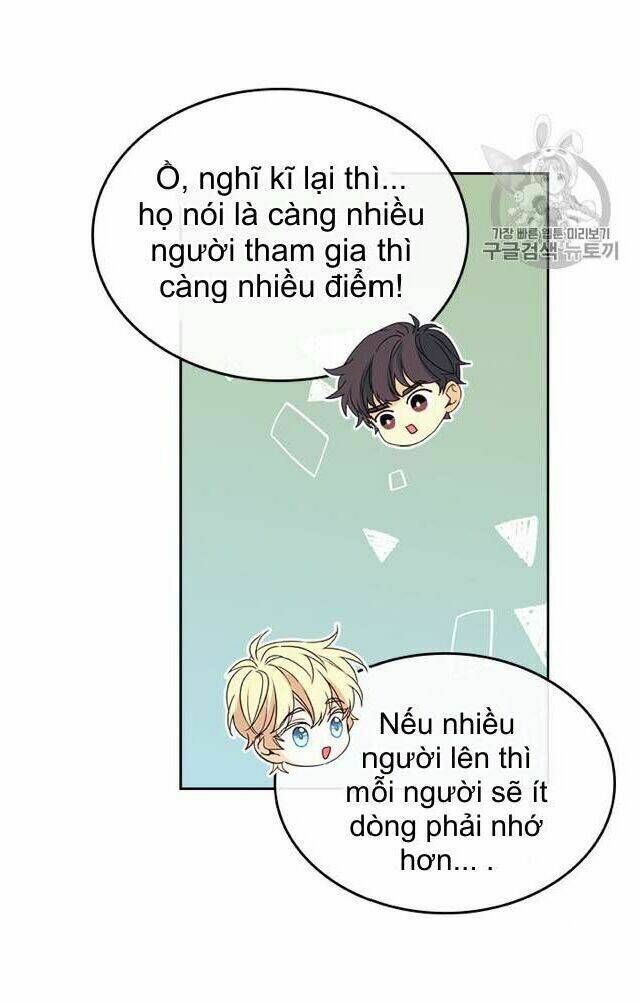 가장 빠른 웹툰 미리보기
구글검색 뉴토끼
Ồ, nghĩ kĩ lại thì...
họ nói là càng nhiều
người tham gia thì
càng nhiều điểm!
Nếu nhiều
người lên thì
mỗi người sẽ ít
dòng phải nhớ
hơn... .